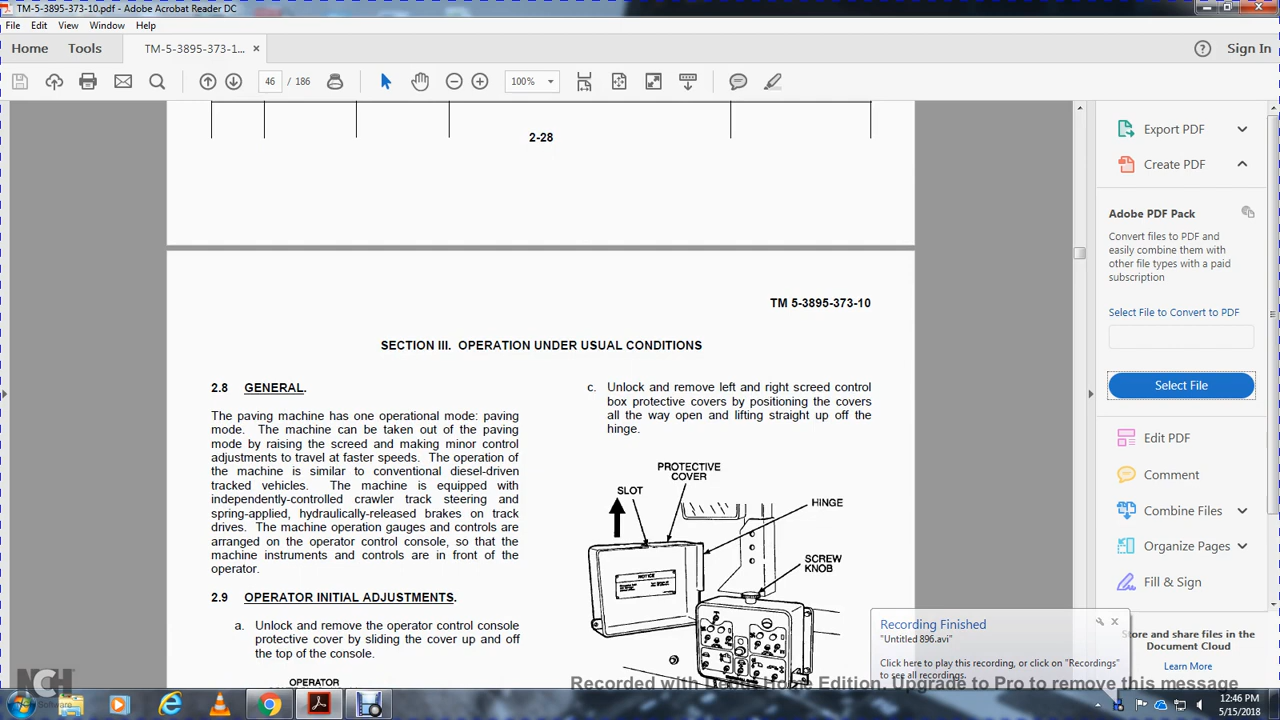 TM-5-3895-373-10.pdf - Adobe Acrobat Reader DC
File Edit View Window Help
Home Tools TM-5-3895-373-1... × Sign In
46 / 186 100%
2-28
TM 5-3895-373-10
SECTION III. OPERATION UNDER USUAL CONDITIONS
2.8 GENERAL.
The paving machine has one operational mode: paving
mode. The machine can be taken out of the paving
mode by raising the screed and making minor control
adjustments to travel at faster speeds. The operation of
the machine is similar to conventional diesel-driven
tracked vehicles. The machine is equipped with
independently-controlled crawler track steering and
spring-applied, hydraulically-released brakes on track
drives. The machine operation gauges and controls are
arranged on the operator control console, so that the
machine instruments and controls are in front of the
operator.
2.9 OPERATOR INITIAL ADJUSTMENTS.
a. Unlock and remove the operator control console
protective cover by sliding the cover up and off
the top of the console.
OPERATOR
c. Unlock and remove left and right screed control
box protective covers by positioning the covers
all the way open and lifting straight up off the
hinge.
PROTECTIVE
COVER
SLOT
HINGE
SCREW
KNOB
NOTICE
Export PDF
Create PDF
Adobe PDF Pack
Convert files to PDF and
easily combine them with
other file types with a paid
subscription
Select File to Convert to PDF
Select File
Edit PDF
Comment
Combine Files
Organize Pages
Fill & Sign
Store and share files in the
Document Cloud
Learn More
Recording Finished
"Untitled 896.avi"
Click here to play this recording, or click on "Recordings"
to see all recordings.
NCH
Software
Recorded with Home Edition. Upgrade to Pro to remove this message
12:46 PM
5/15/2018